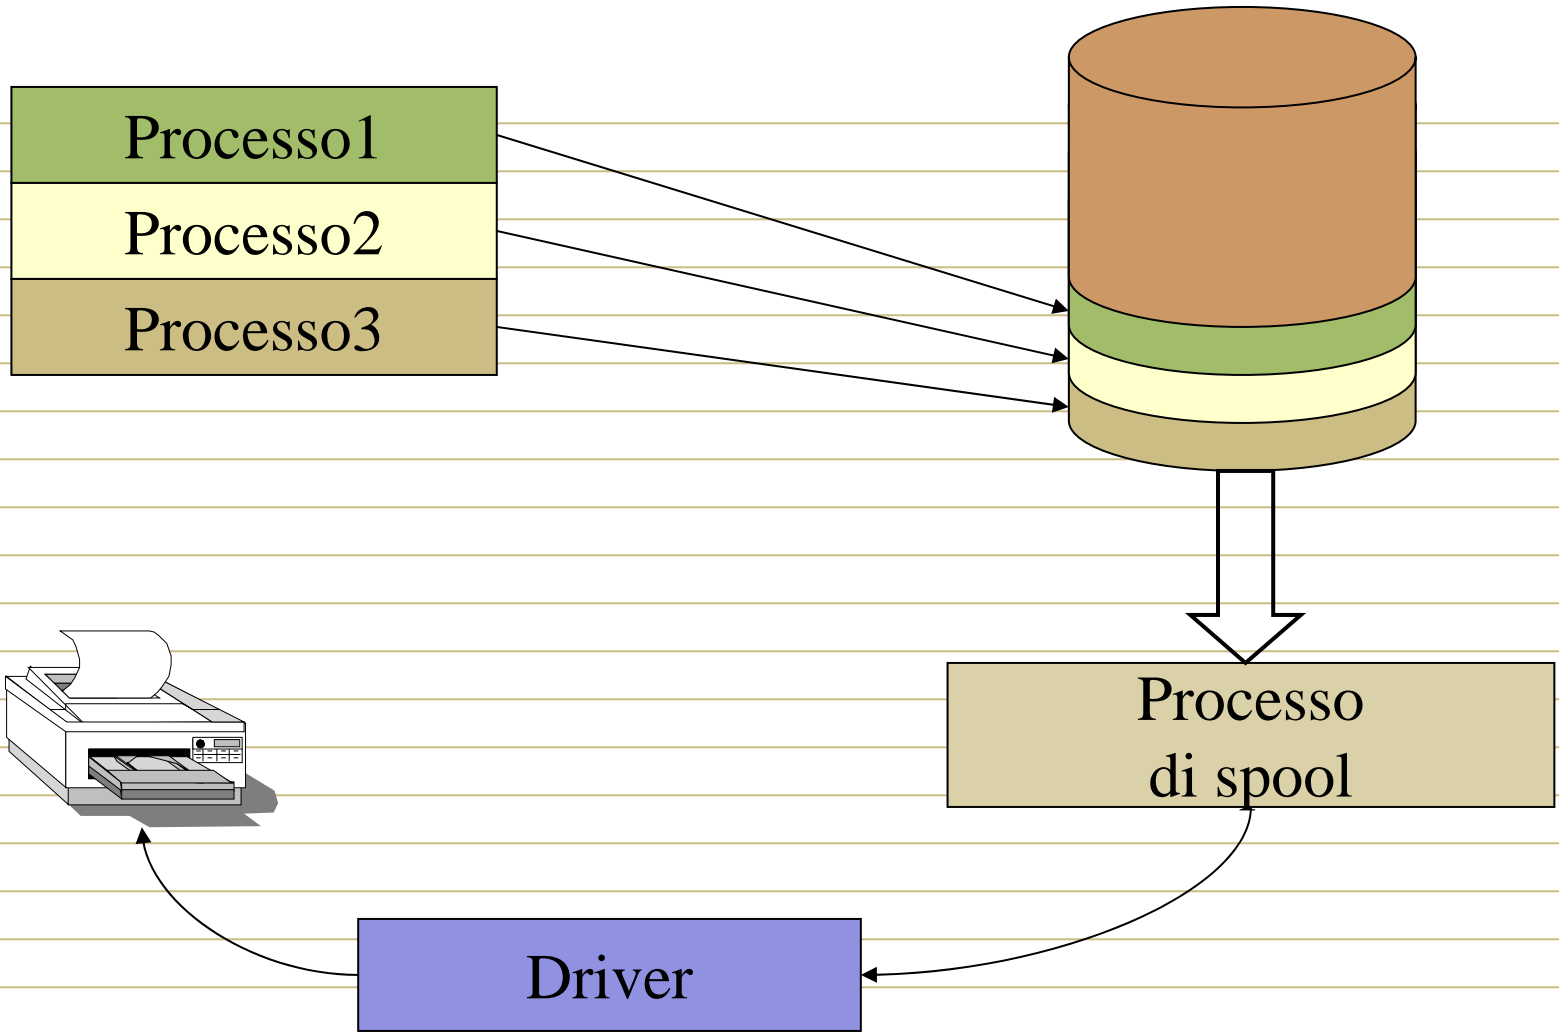 Processo1
Processo2
Processo3
Processo
di spool
Driver